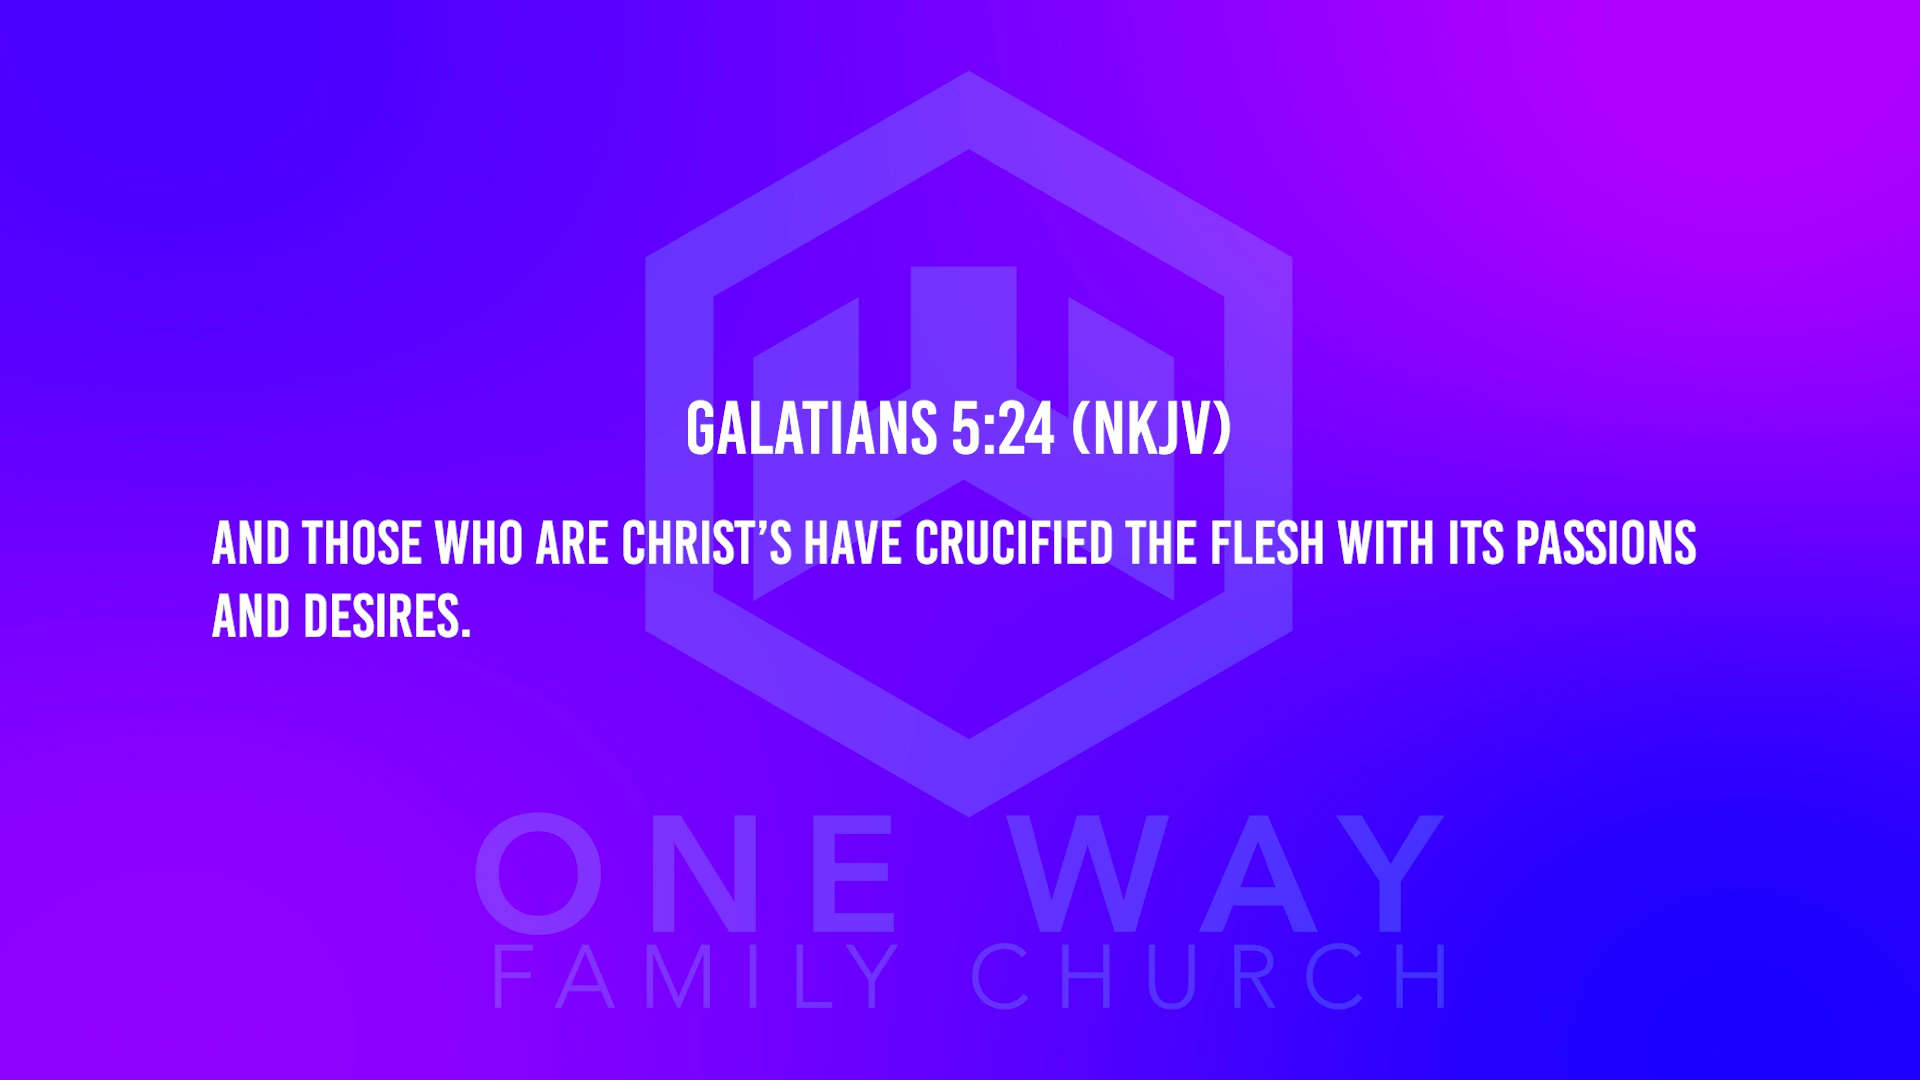 GALATIANS 5:24 (NKJV)
AND THOSE WHO ARE CHRIST’S HAVE CRUCIFIED THE FLESH WITH ITS PASSIONS
AND DESIRES.
ONE WAY
FAMILY CHURCH